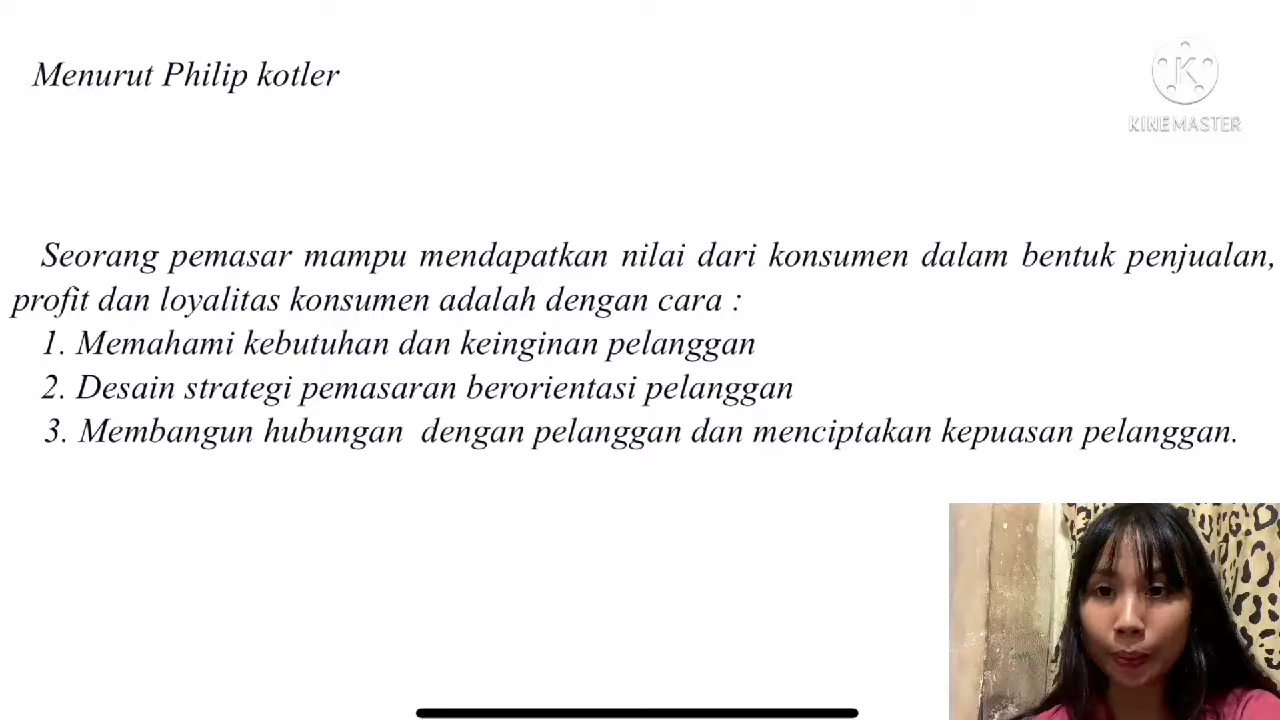 Menurut Philip kotler
KINEMASTER
Seorang pemasar mampu mendapatkan nilai dari konsumen dalam bentuk penjualan,
profit dan loyalitas konsumen adalah dengan cara :
1. Memahami kebutuhan dan keinginan pelanggan
2. Desain strategi pemasaran berorientasi pelanggan
3. Membangun hubungan  dengan pelanggan dan menciptakan kepuasan pelanggan.